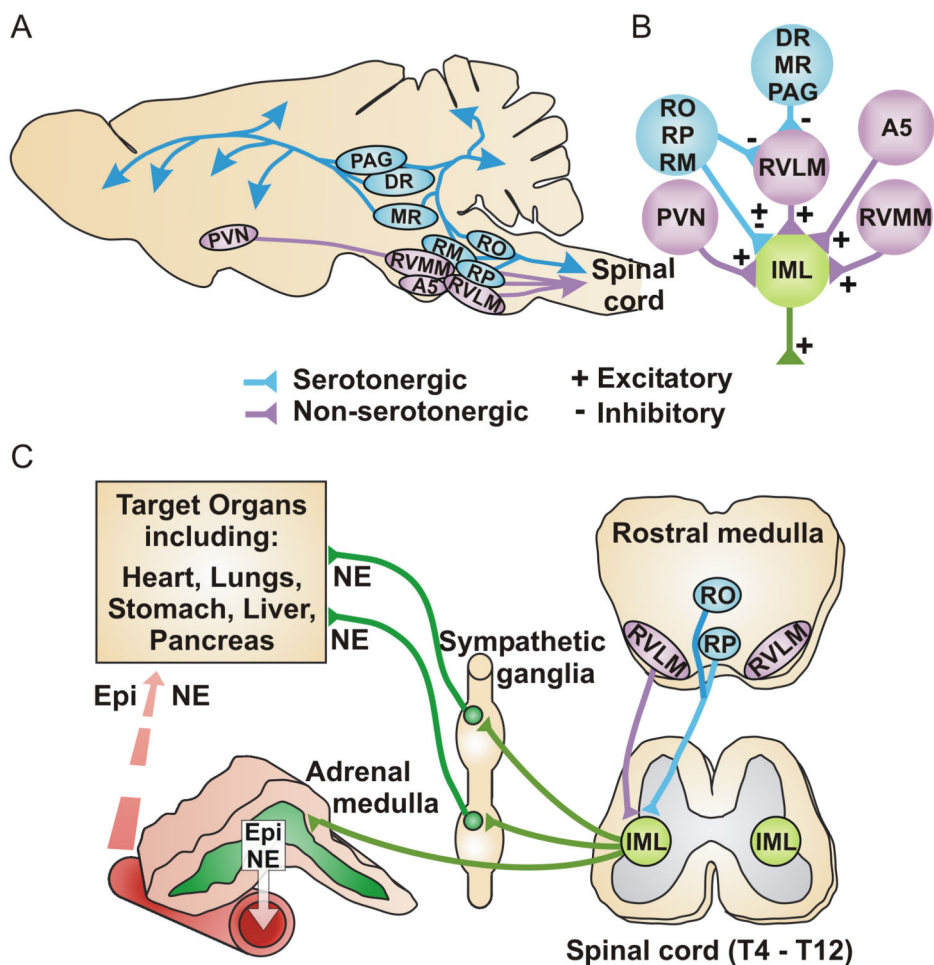 A
PAG
DR
MR
PVN
RM
RO
RVMM
RP
A5
RVLM
Spinal
cord
B
DR
MR
PAG
RO
RP
RM
-
-
RVLM
A5
PVN
±
-
+
RVMM
+
+
IML
+
+
Serotonergic
+ Excitatory
Non-serotonergic
- Inhibitory
C
Target Organs
including:
Heart, Lungs,
Stomach, Liver,
Pancreas
NE
NE
Epi
NE
Sympathetic
ganglia
Rostral medulla
RO
RP
RVLM
RVLM
Adrenal
medulla
Epi
NE
IML
IML
Spinal cord (T4 - T12)